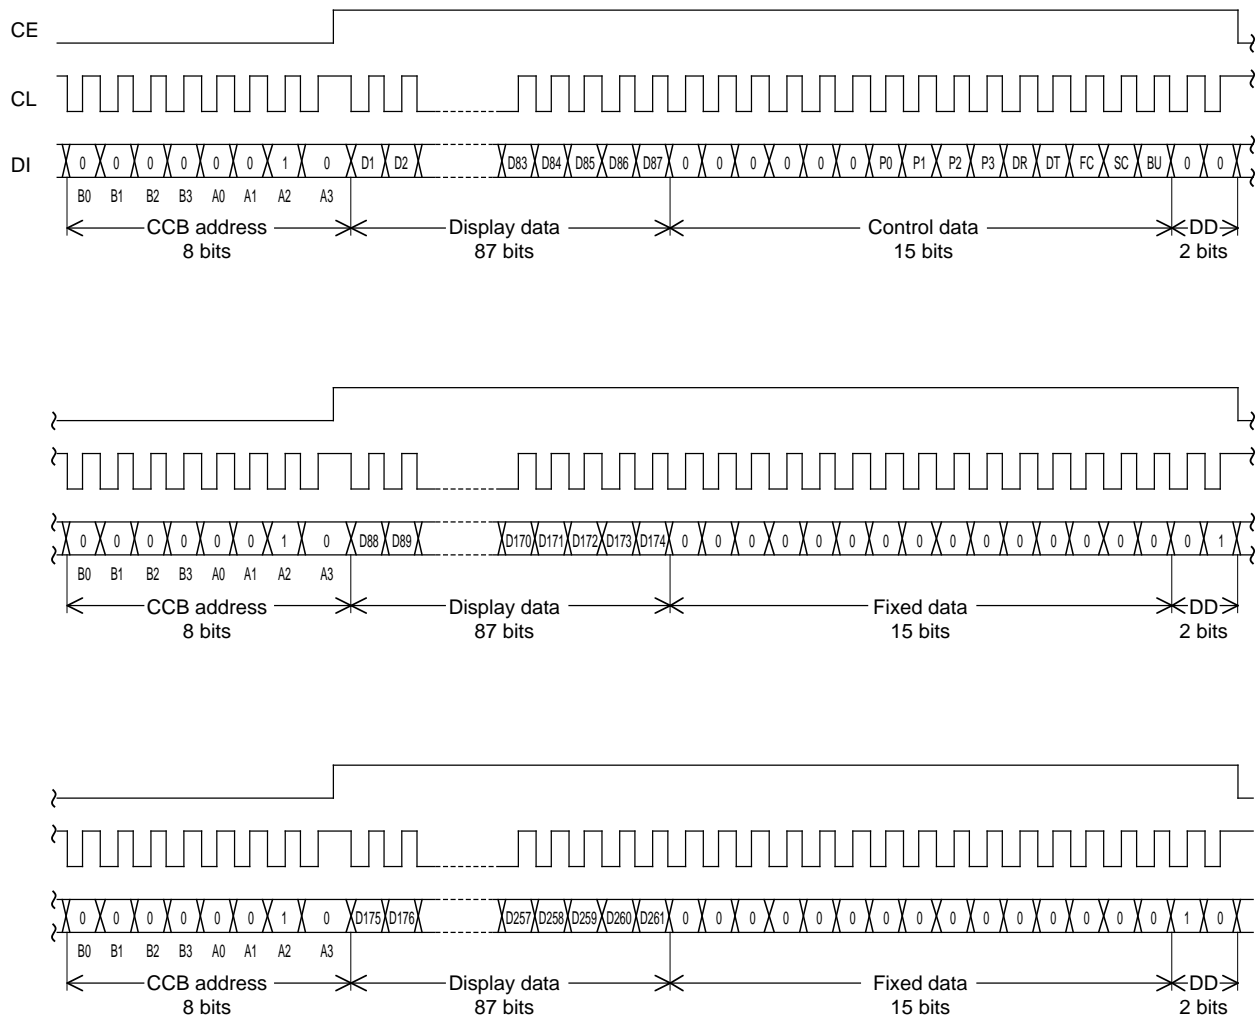 CE
CL
DI 0 0 0 0 0 0 1 0 D1 D2 D83 D84 D85 D86 D87 0 0 0 0 0 0 P0 P1 P2 P3 DR DT FC SC BU 0 0
B0 B1 B2 B3 A0 A1 A2 A3
CCB address Display data Control data DD
8 bits 87 bits 15 bits 2 bits
0 0 0 0 0 0 1 0 D88 D89 D170 D171 D172 D173 D174 0 0 0 0 0 0 0 0 0 0 0 0 0 0 0 0 1
B0 B1 B2 B3 A0 A1 A2 A3
CCB address Display data Fixed data DD
8 bits 87 bits 15 bits 2 bits
0 0 0 0 0 0 1 0 D175 D176 D257 D258 D259 D260 D261 0 0 0 0 0 0 0 0 0 0 0 0 0 0 0 1 0
B0 B1 B2 B3 A0 A1 A2 A3
CCB address Display data Fixed data DD
8 bits 87 bits 15 bits 2 bits